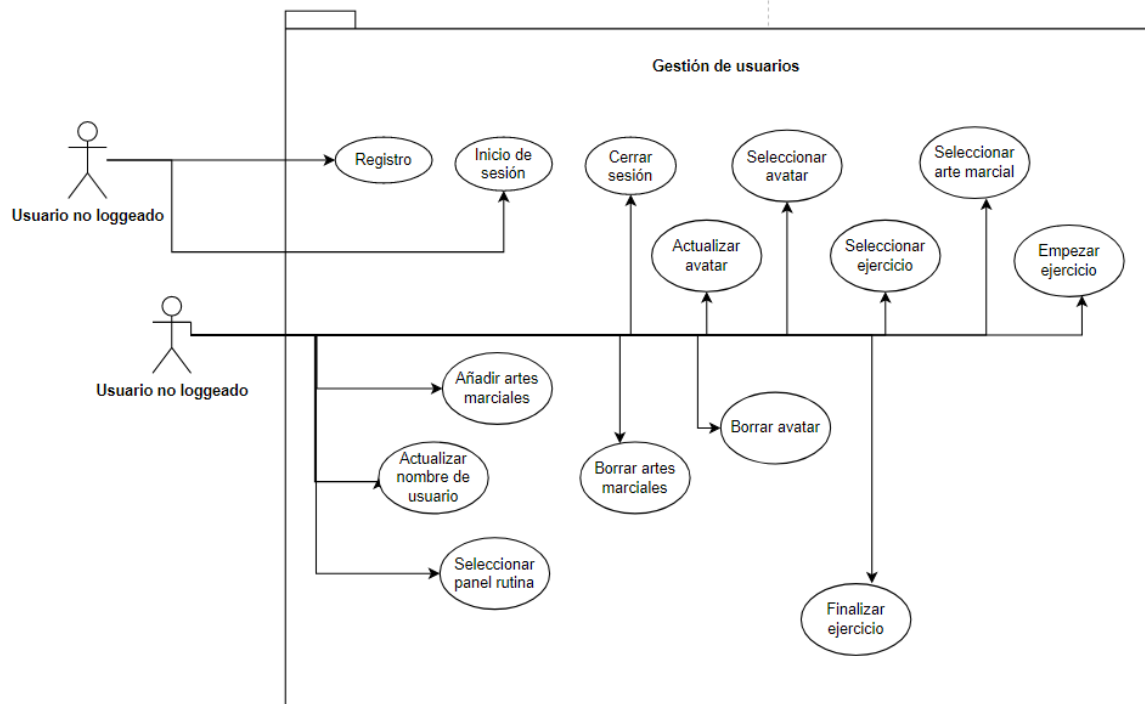 Gestión de usuarios
Registro
Inicio de
sesión
Cerrar
sesión
Seleccionar
avatar
Seleccionar
arte marcial
Usuario no loggeado
Actualizar
avatar
Seleccionar
ejercicio
Empezar
ejercicio
Usuario no loggeado
Añadir artes
marciales
Borrar avatar
Actualizar
nombre de
usuario
Borrar artes
marciales
Seleccionar
panel rutina
Finalizar
ejercicio